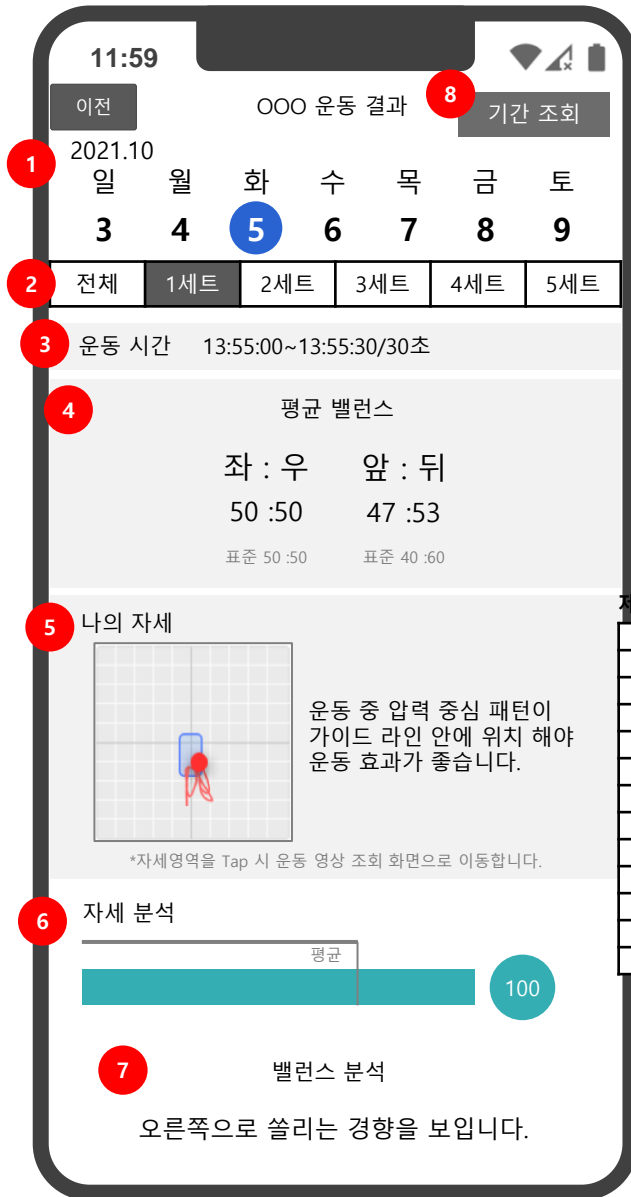 11:59
이전
OOO 운동 결과
8
기간 조회
1
2021.10
일 월 화 수 목 금 토
3 4 5 6 7 8 9
2
전체 1세트 2세트 3세트 4세트 5세트
3
운동 시간 13:55:00~13:55:30/30초
4
평균 밸런스
좌 : 우 앞 : 뒤
50 :50 47 :53
표준 50 :50 표준 40 :60
5
나의 자세
운동 중 압력 중심 패턴이
가이드 라인 안에 위치 해야
운동 효과가 좋습니다.
*자세영역을 Tap 시 운동 영상 조회 화면으로 이동합니다.
6
자세 분석
평균
100
7
밸런스 분석
오른쪽으로 쏠리는 경향을 보입니다.